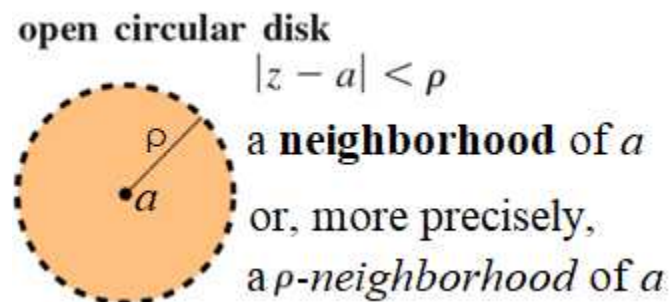 open circular disk
|z − a| < ρ
ρ
a
a neighborhood of a
or, more precisely,
a ρ-neighborhood of a